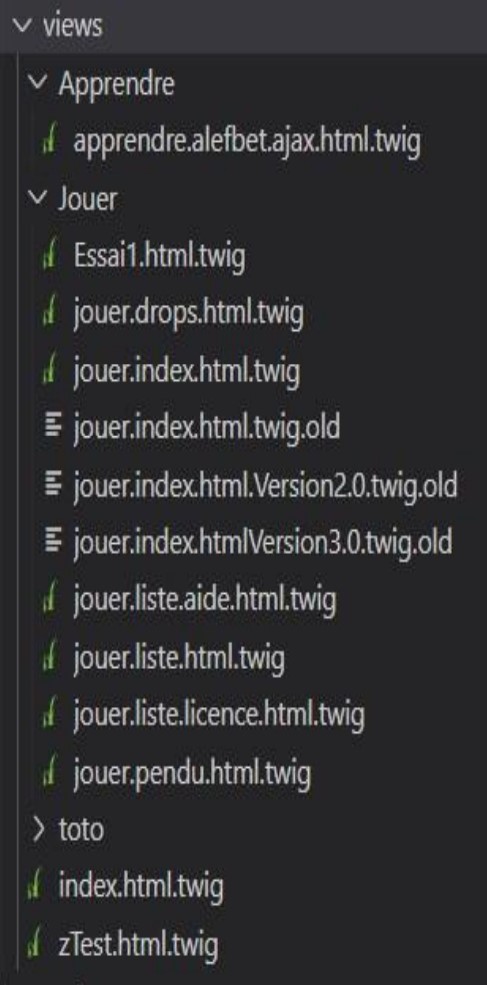 views
Apprendre
apprendre.alefbet.ajax.html.twig
Jouer
Essai1.html.twig
jouer.drops.html.twig
jouer.index.html.twig
jouer.index.html.twig.old
jouer.index.html.Version2.0.twig.old
jouer.index.htmlVersion3.0.twig.old
jouer.liste.aide.html.twig
jouer.liste.html.twig
jouer.liste.licence.html.twig
jouer.pendu.html.twig
toto
index.html.twig
zTest.html.twig